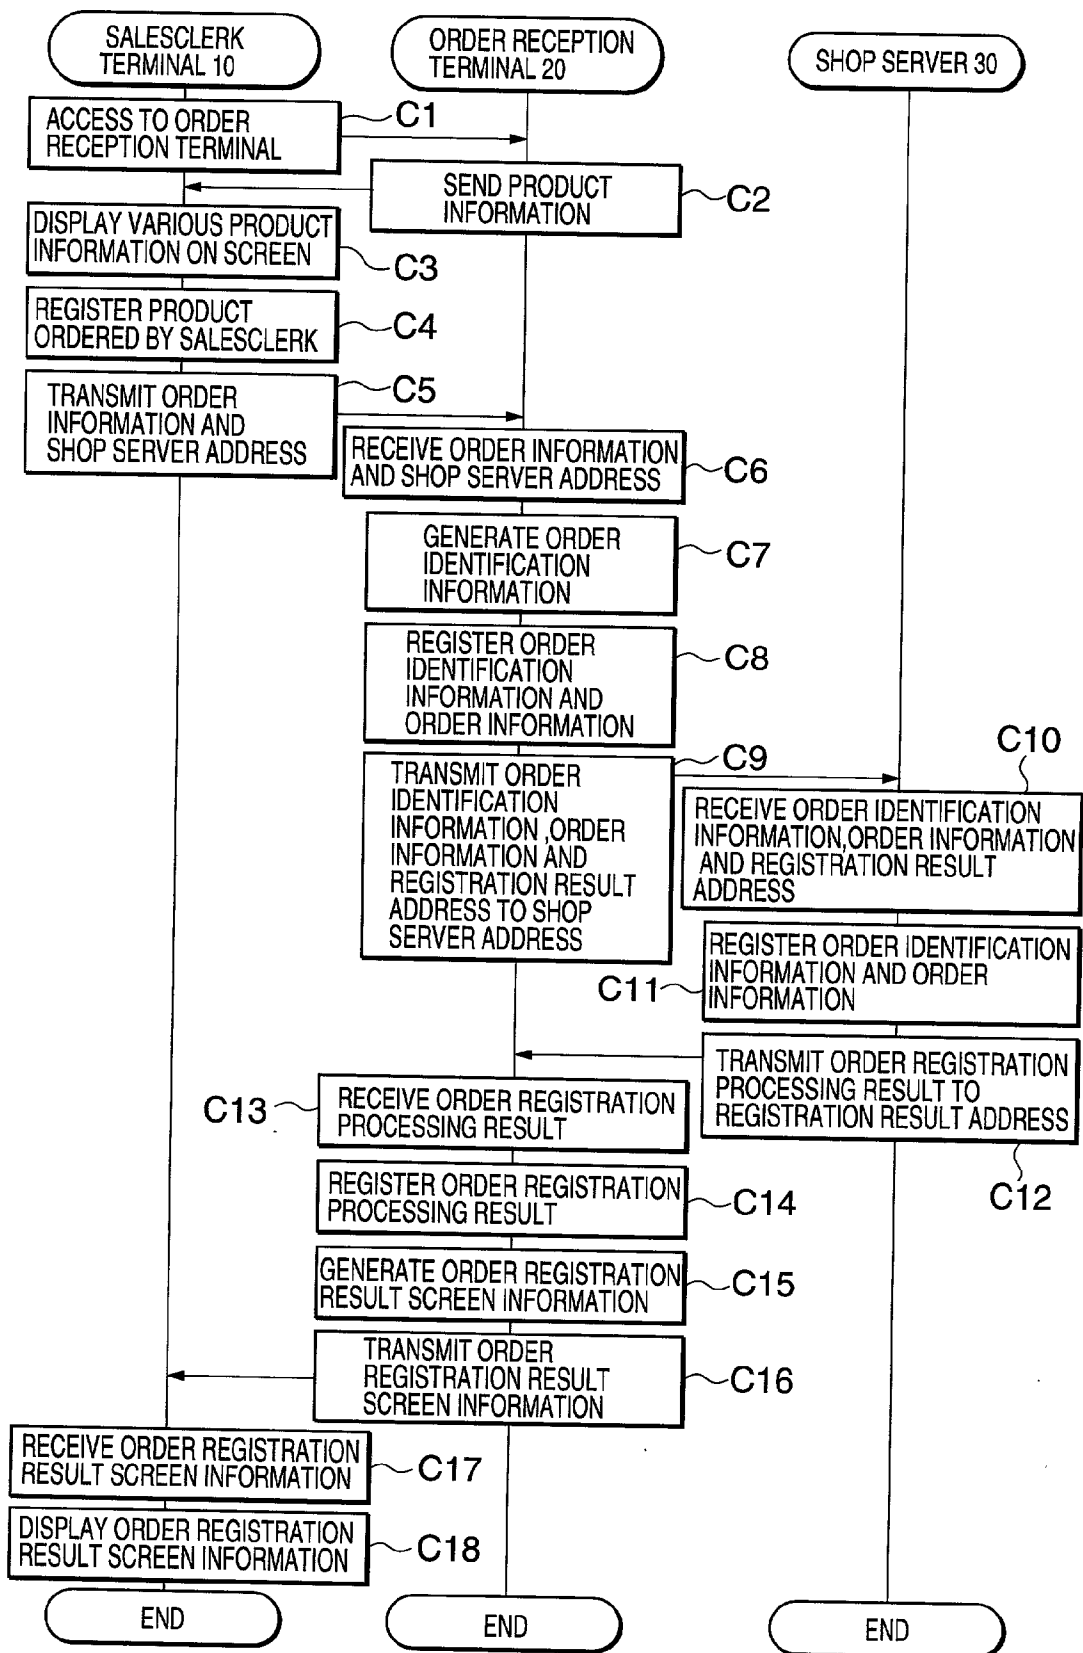 SALESCLERK
TERMINAL 10
ORDER RECEPTION
TERMINAL 20
SHOP SERVER 30
ACCESS TO ORDER
RECEPTION TERMINAL
C1
SEND PRODUCT
INFORMATION
C2
DISPLAY VARIOUS PRODUCT
INFORMATION ON SCREEN
C3
REGISTER PRODUCT
ORDERED BY SALESCLERK
C4
TRANSMIT ORDER
INFORMATION AND
SHOP SERVER ADDRESS
C5
RECEIVE ORDER INFORMATION
AND SHOP SERVER ADDRESS
C6
GENERATE ORDER
IDENTIFICATION
INFORMATION
C7
REGISTER ORDER
IDENTIFICATION
INFORMATION AND
ORDER INFORMATION
C8
TRANSMIT ORDER
IDENTIFICATION
INFORMATION ,ORDER
INFORMATION AND
REGISTRATION RESULT
ADDRESS TO SHOP
SERVER ADDRESS
C9
C10
RECEIVE ORDER IDENTIFICATION
INFORMATION,ORDER INFORMATION
AND REGISTRATION RESULT
ADDRESS
REGISTER ORDER IDENTIFICATION
INFORMATION AND ORDER
INFORMATION
C11
TRANSMIT ORDER REGISTRATION
PROCESSING RESULT TO
REGISTRATION RESULT ADDRESS
C12
C13
RECEIVE ORDER REGISTRATION
PROCESSING RESULT
REGISTER ORDER REGISTRATION
PROCESSING RESULT
C14
GENERATE ORDER REGISTRATION
RESULT SCREEN INFORMATION
C15
TRANSMIT ORDER
REGISTRATION RESULT
SCREEN INFORMATION
C16
RECEIVE ORDER REGISTRATION
RESULT SCREEN INFORMATION
C17
DISPLAY ORDER REGISTRATION
RESULT SCREEN INFORMATION
C18
END
END
END